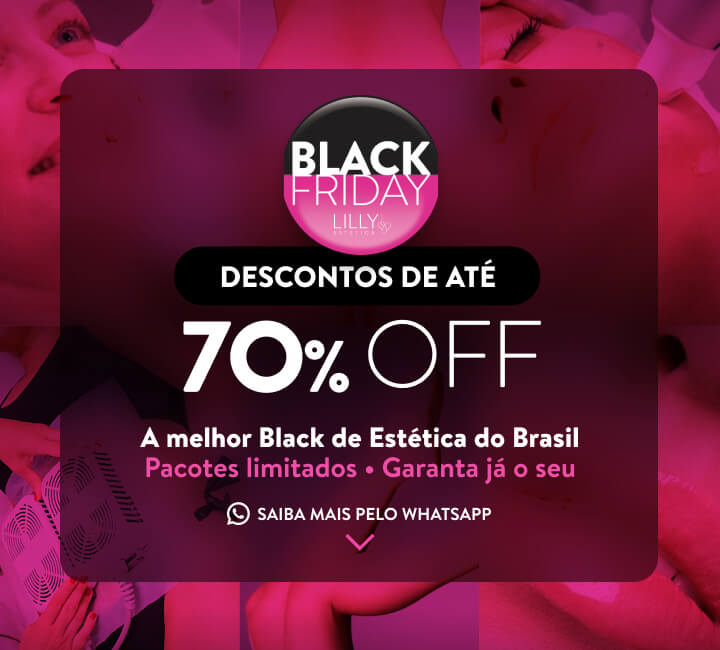 BLACK
FRIDAY
LILLY
ESTÉTICA
DESCONTOS DE ATÉ
70% OFF
A melhor Black de Estética do Brasil
Pacotes limitados • Garanta já o seu
SAIBA MAIS PELO WHATSAPP